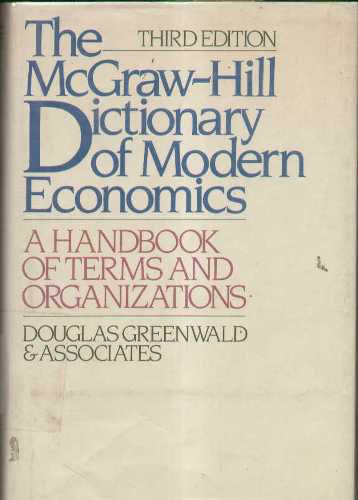 The THIRD EDITION
McGraw-Hill
Dictionary
of Modern
Economics
A HANDBOOK
OF TERMS AND
ORGANIZATIONS
DOUGLAS GREENWALD
& ASSOCIATES